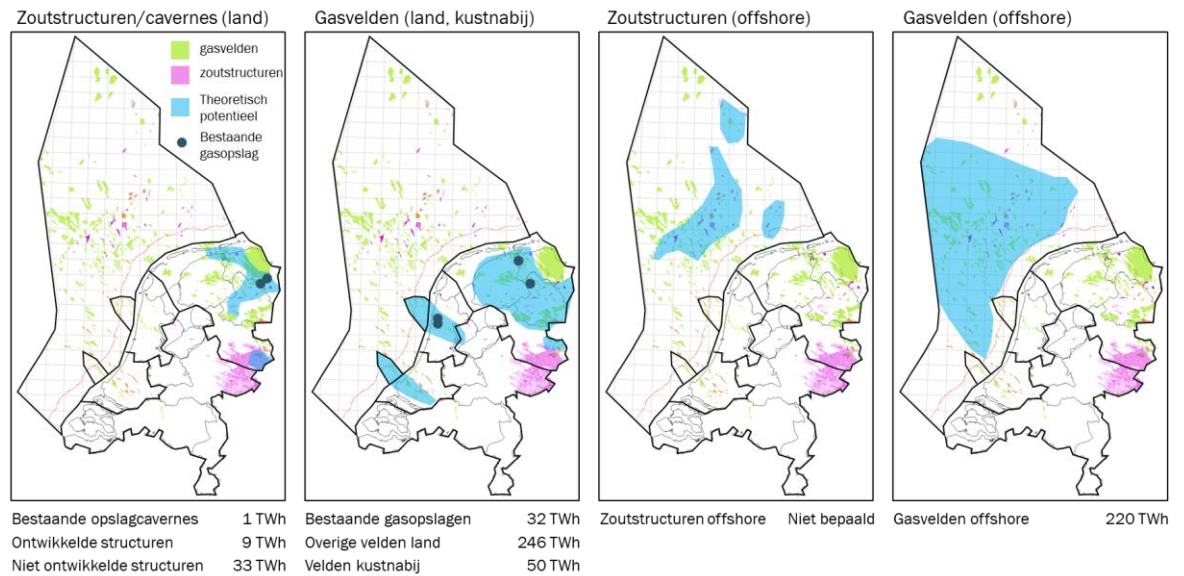 Zoutstructuren/cavernes (land)
gasvelden
zoutstructuren
Theoretisch
potentieel
Bestaande
gasopslag
Bestaande opslagcavernes 1 TWh
Ontwikkelde structuren 9 TWh
Niet ontwikkelde structuren 33 TWh
Gasvelden (land, kustnabij)
Bestaande gasopslagen 32 TWh
Overige velden land 246 TWh
Velden kustnabij 50 TWh
Zoutstructuren (offshore)
Zoutstructuren offshore Niet bepaald
Gasvelden (offshore)
Gasvelden offshore 220 TWh